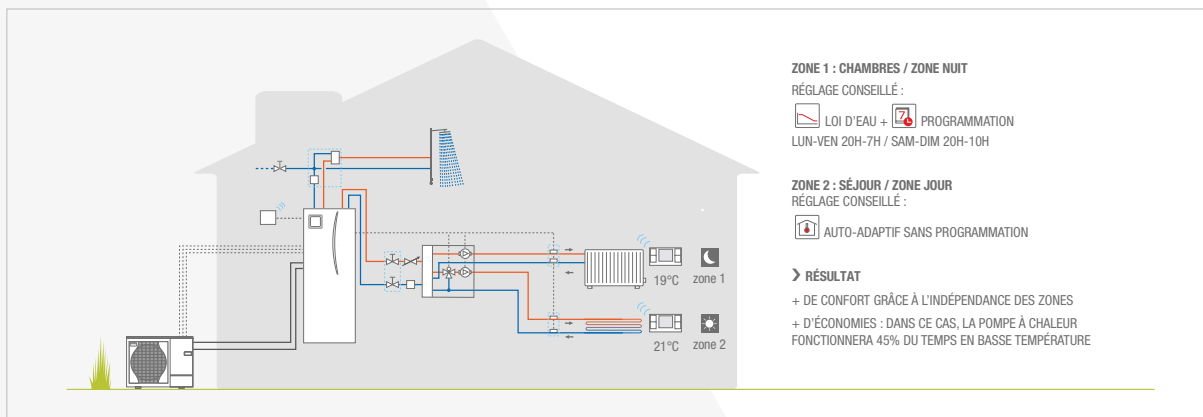 ZONE 1 : CHAMBRES / ZONE NUIT
RÉGLAGE CONSEILLÉ :
LOI D'EAU + 7 PROGRAMMATION
LUN-VEN 20H-7H / SAM-DIM 20H-10H
ZONE 2 : SÉJOUR / ZONE JOUR
RÉGLAGE CONSEILLÉ :
AUTO-ADAPTIF SANS PROGRAMMATION
❯ RÉSULTAT
+ DE CONFORT GRÂCE À L'INDÉPENDANCE DES ZONES
+ D'ÉCONOMIES : DANS CE CAS, LA POMPE À CHALEUR
FONCTIONNERA 45% DU TEMPS EN BASSE TEMPÉRATURE
19°C zone 1
21°C zone 2